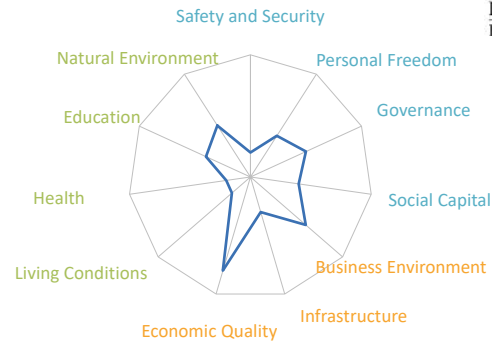 Safety and Security
Natural Environment
Personal Freedom
Education
Governance
Health
Social Capital
Living Conditions
Business Environment
Economic Quality
Infrastructure